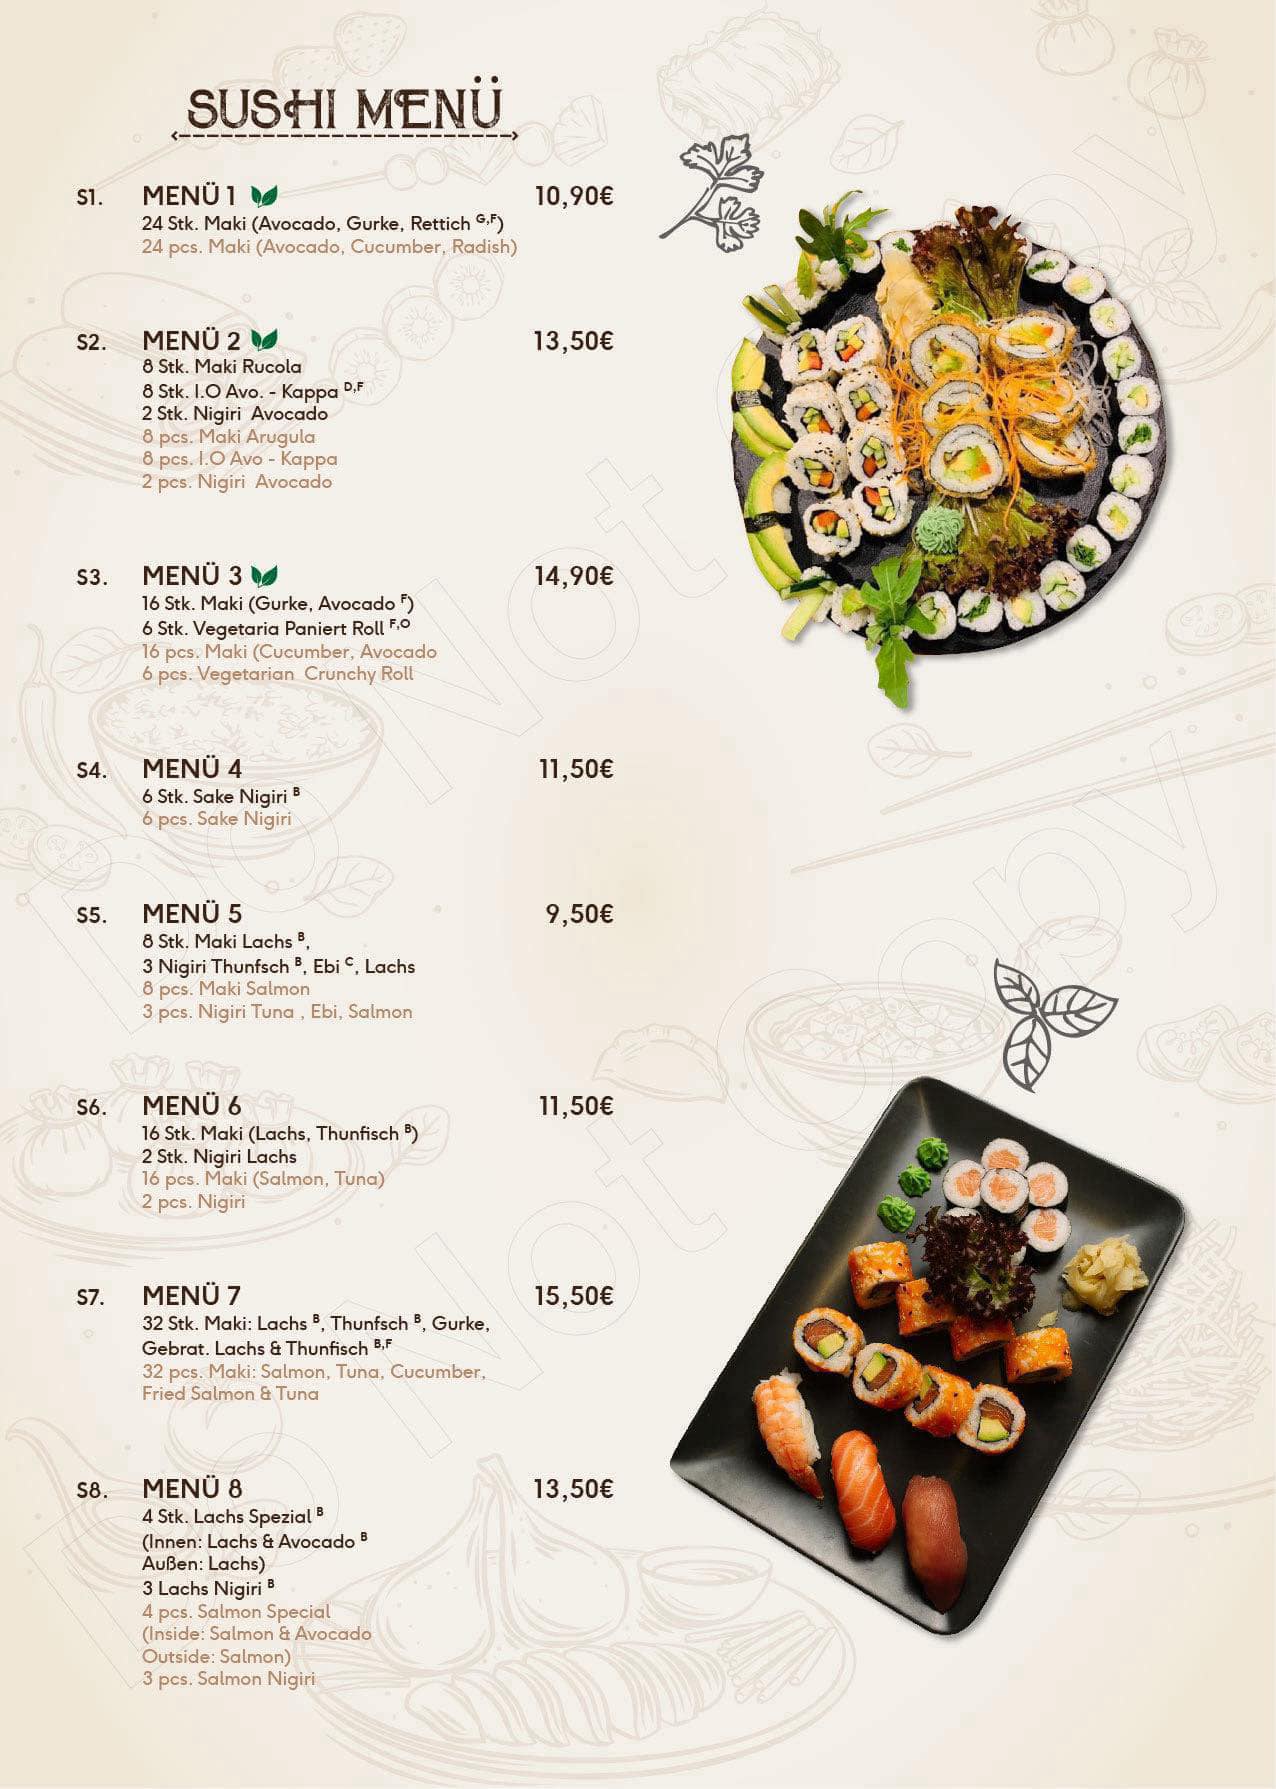 SUSHI MENÜ
S1. MENÜ 1 10,90€
24 Stk. Maki (Avocado, Gurke, Rettich G,F)
24 pcs. Maki (Avocado, Cucumber, Radish)
S2. MENÜ 2 13,50€
8 Stk. Maki Rucola
8 Stk. I.O Avo. - Kappa D,F
2 Stk. Nigiri Avocado
8 pcs. Maki Arugula
8 pcs. I.O Avo - Kappa
2 pcs. Nigiri Avocado
S3. MENÜ 3 14,90€
16 Stk. Maki (Gurke, Avocado F)
6 Stk. Vegetaria Paniert Roll F,O
16 pcs. Maki (Cucumber, Avocado
6 pcs. Vegetarian Crunchy Roll
S4. MENÜ 4 11,50€
6 Stk. Sake Nigiri B
6 pcs. Sake Nigiri
S5. MENÜ 5 9,50€
8 Stk. Maki Lachs B,
3 Nigiri Thunfsch B, Ebi C, Lachs
8 pcs. Maki Salmon
3 pcs. Nigiri Tuna , Ebi, Salmon
S6. MENÜ 6 11,50€
16 Stk. Maki (Lachs, Thunfisch B)
2 Stk. Nigiri Lachs
16 pcs. Maki (Salmon, Tuna)
2 pcs. Nigiri
S7. MENÜ 7 15,50€
32 Stk. Maki: Lachs B, Thunfsch B, Gurke,
Gebrat. Lachs & Thunfisch B,F
32 pcs. Maki: Salmon, Tuna, Cucumber,
Fried Salmon & Tuna
S8. MENÜ 8 13,50€
4 Stk. Lachs Spezial B
(Innen: Lachs & Avocado B
Außen: Lachs)
3 Lachs Nigiri B
4 pcs. Salmon Special
(Inside: Salmon & Avocado
Outside: Salmon)
3 pcs. Salmon Nigiri
Do Not Copy
Do Not Copy